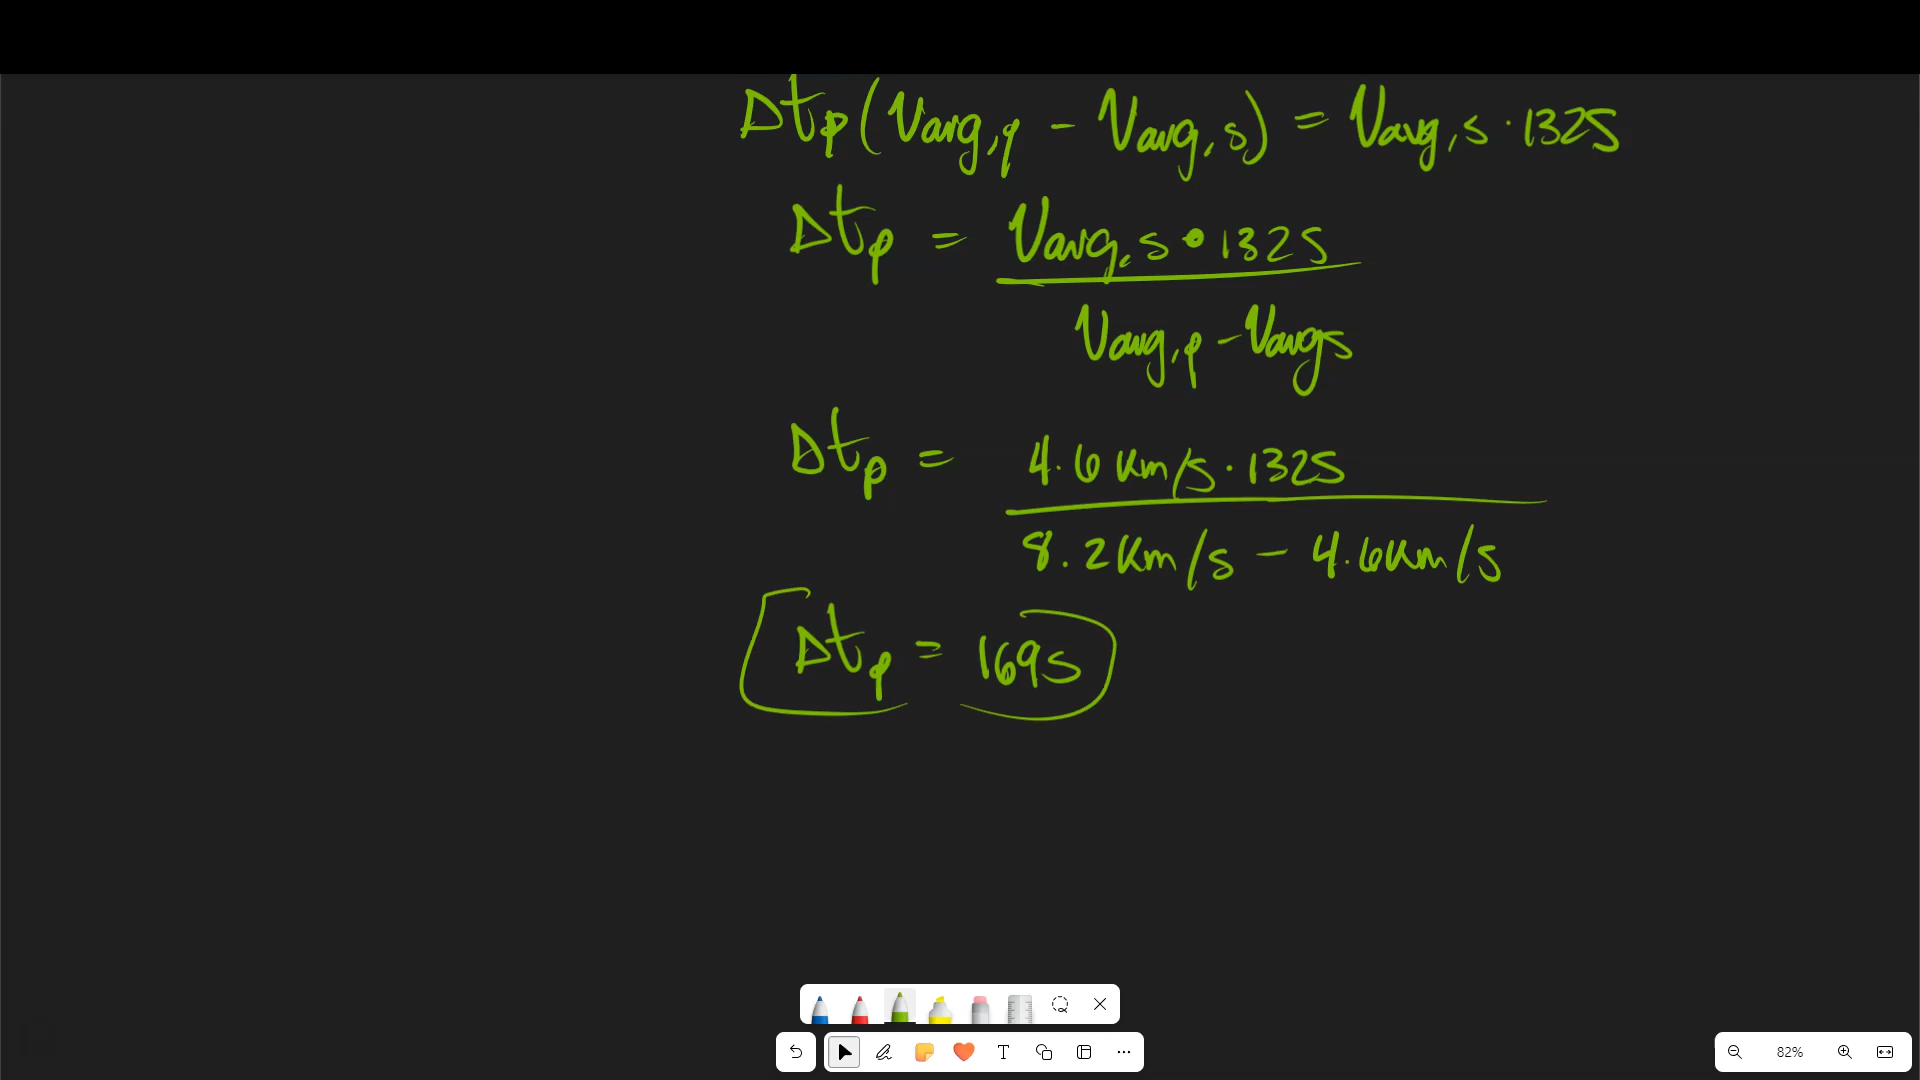 Δtp(Vavg,p - Vavg,s) = Vavg,s · 132s
Δtp = Vavg,s · 132s
Vavg,p - Vavgs
Δtp = 4.6 km/s · 132s
8.2km/s - 4.6km/s
Δtp = 169s
T
82%